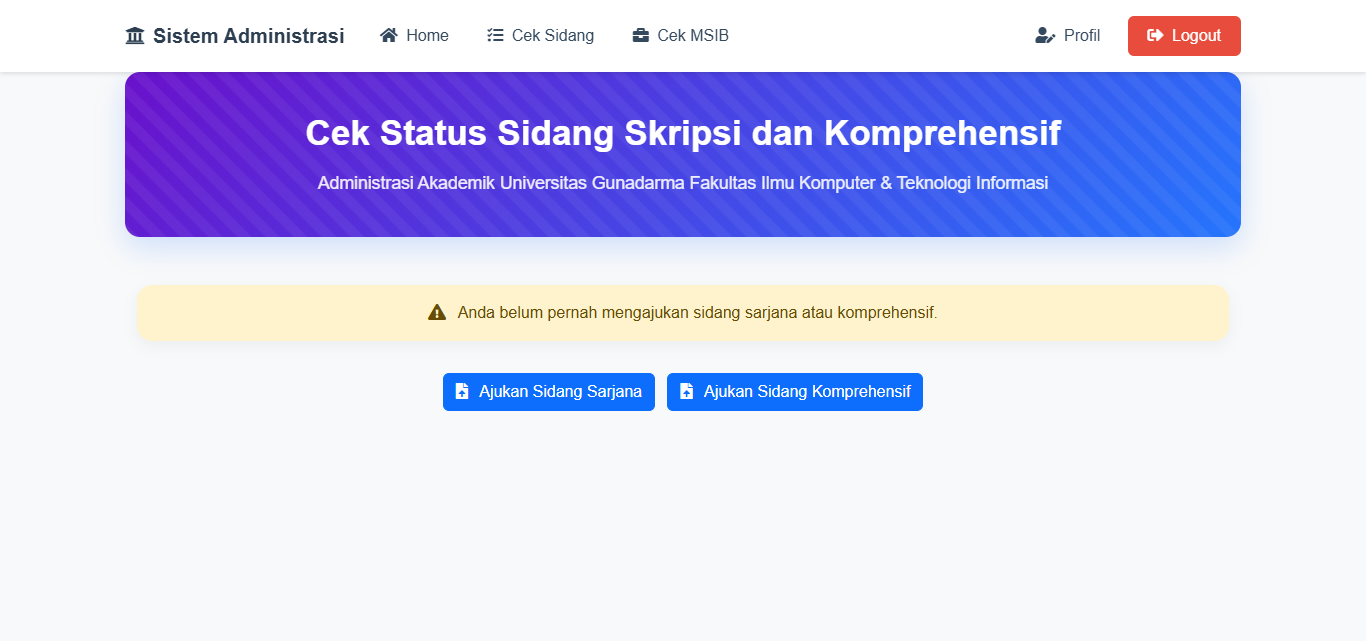 Sistem Administrasi Home Cek Sidang Cek MSIB Profil Logout
Cek Status Sidang Skripsi dan Komprehensif
Administrasi Akademik Universitas Gunadarma Fakultas Ilmu Komputer & Teknologi Informasi
Anda belum pernah mengajukan sidang sarjana atau komprehensif.
Ajukan Sidang Sarjana Ajukan Sidang Komprehensif